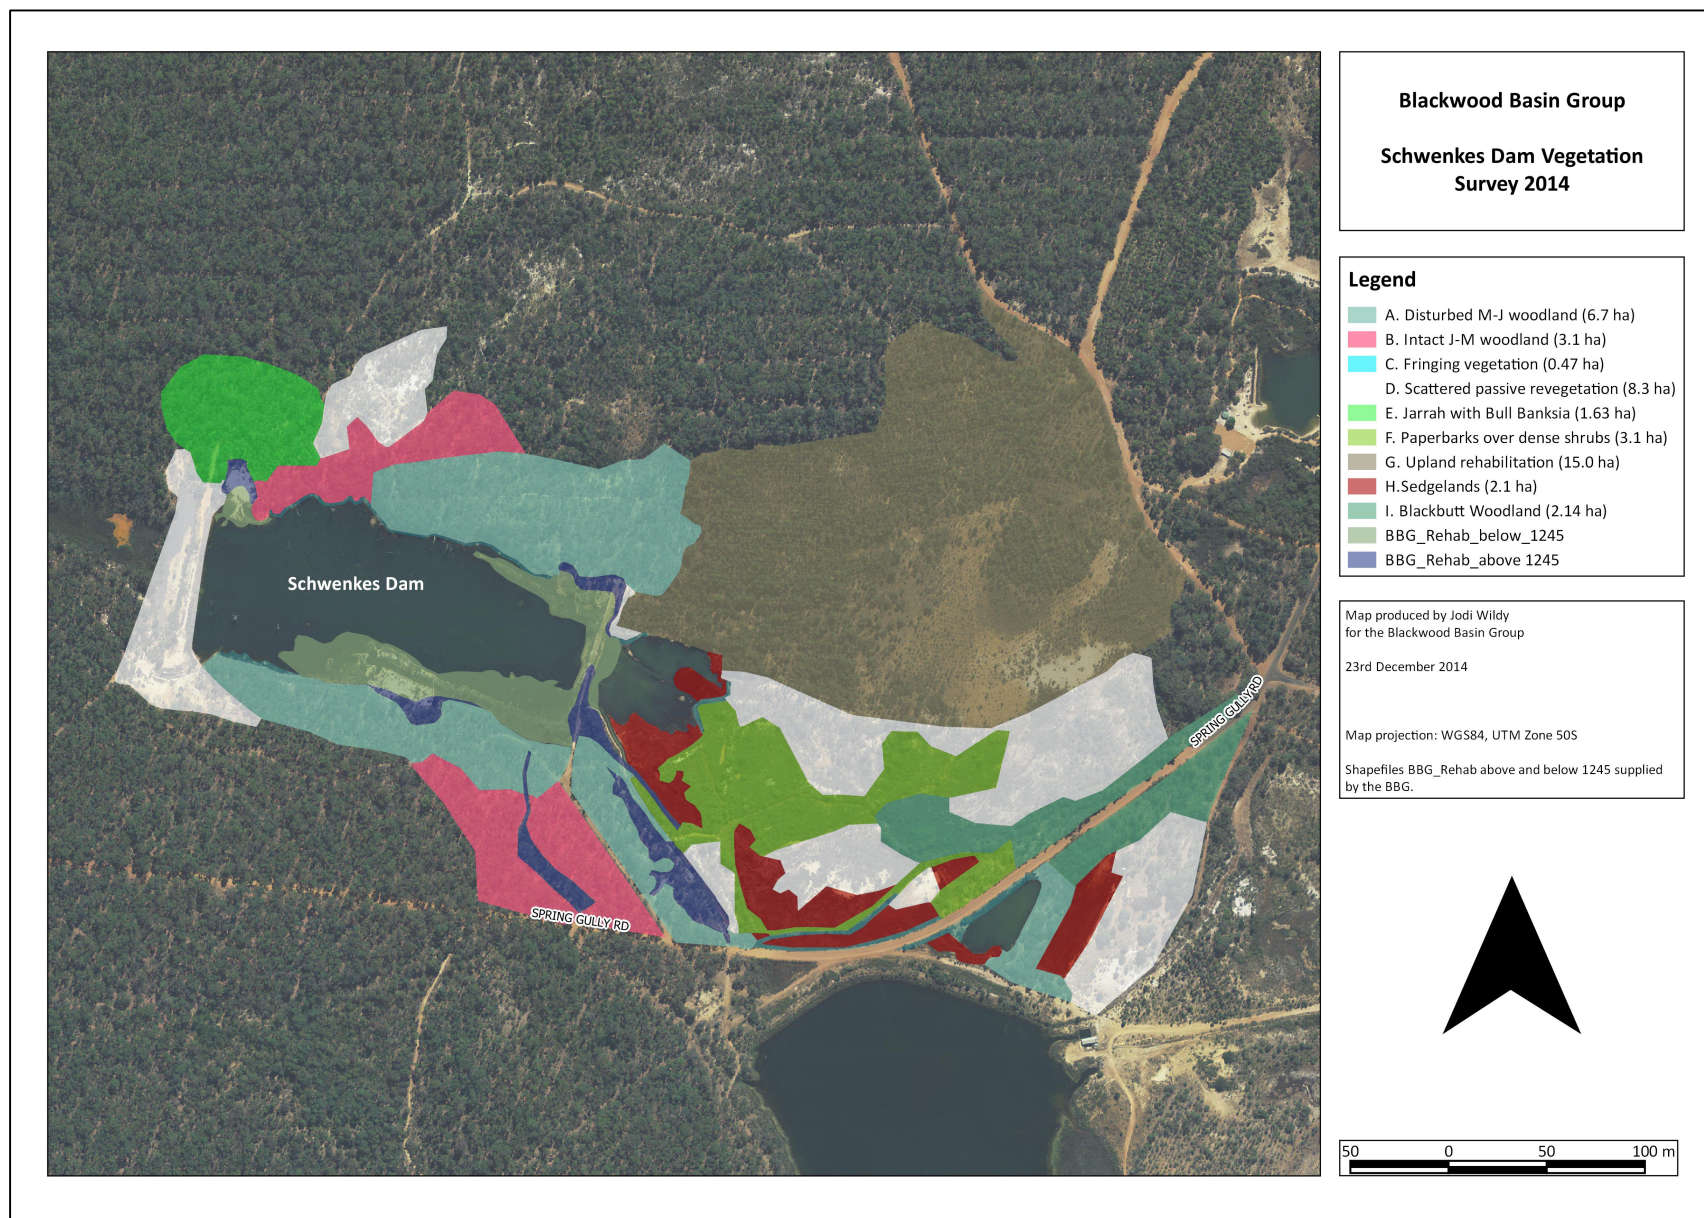 Blackwood Basin Group
Schwenkes Dam Vegetation
Survey 2014
Legend
A. Disturbed M-J woodland (6.7 ha)
B. Intact J-M woodland (3.1 ha)
C. Fringing vegetation (0.47 ha)
D. Scattered passive revegetation (8.3 ha)
E. Jarrah with Bull Banksia (1.63 ha)
F. Paperbarks over dense shrubs (3.1 ha)
G. Upland rehabilitation (15.0 ha)
H.Sedgelands (2.1 ha)
I. Blackbutt Woodland (2.14 ha)
BBG_Rehab_below_1245
BBG_Rehab_above 1245
Schwenkes Dam
SPRING GULLY RD
SPRING GULLY RD
Map produced by Jodi Wildy
for the Blackwood Basin Group
23rd December 2014
Map projection: WGS84, UTM Zone 50S
Shapefiles BBG_Rehab above and below 1245 supplied
by the BBG.
50 0 50 100 m